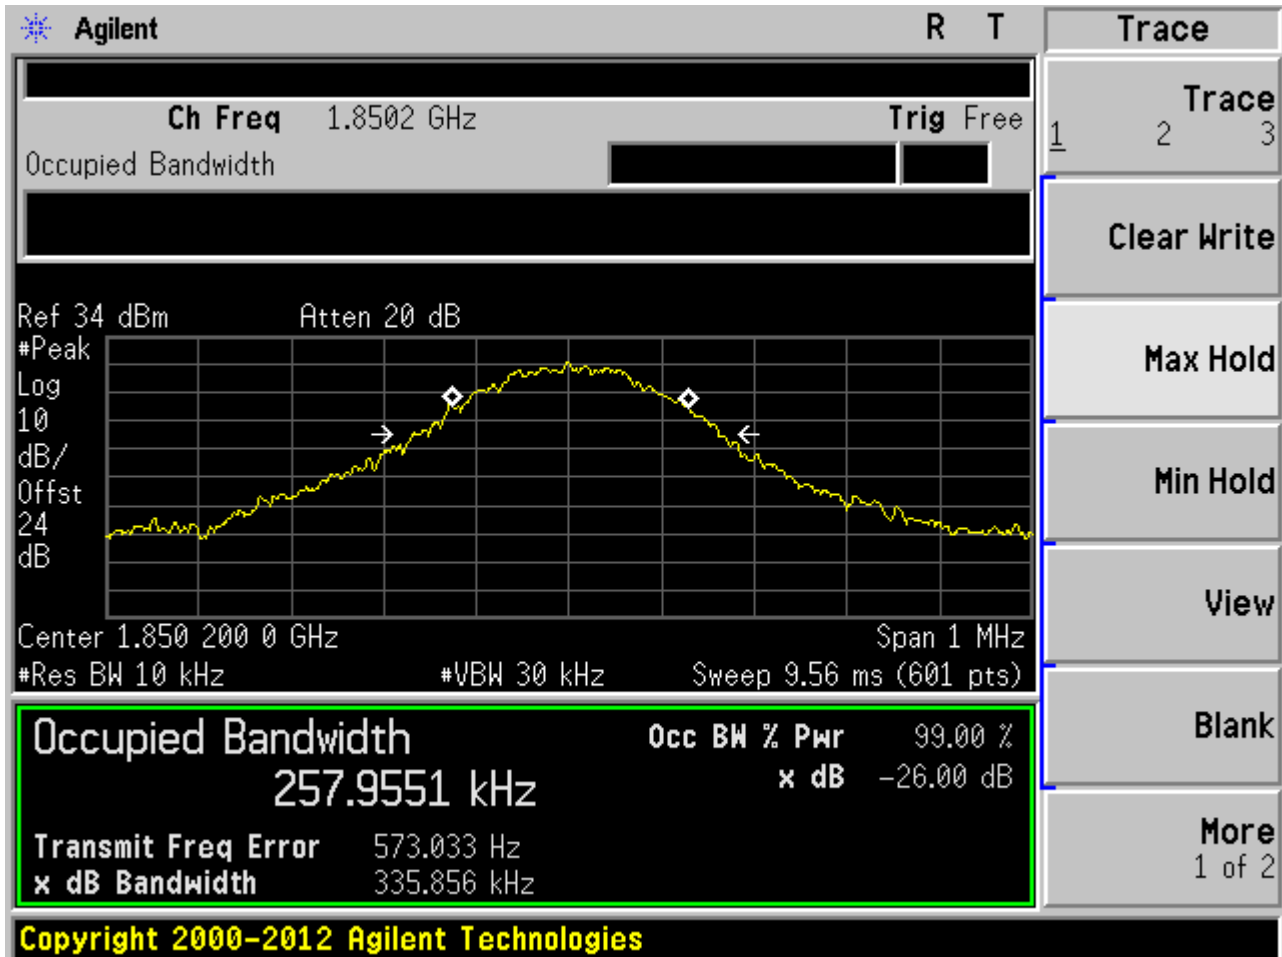 Agilent R T Trace
Ch Freq 1.8502 GHz Trig Free
Occupied Bandwidth
Trace
1 2 3
Clear Write
Max Hold
Min Hold
View
Blank
More
1 of 2
Ref 34 dBm Atten 20 dB
#Peak
Log
10
dB/
Offst
24
dB
Center 1.850 200 0 GHz Span 1 MHz
#Res BW 10 kHz #VBW 30 kHz Sweep 9.56 ms (601 pts)
Occupied Bandwidth Occ BW % Pwr 99.00 %
257.9551 kHz x dB -26.00 dB
Transmit Freq Error 573.033 Hz
x dB Bandwidth 335.856 kHz
Copyright 2000-2012 Agilent Technologies